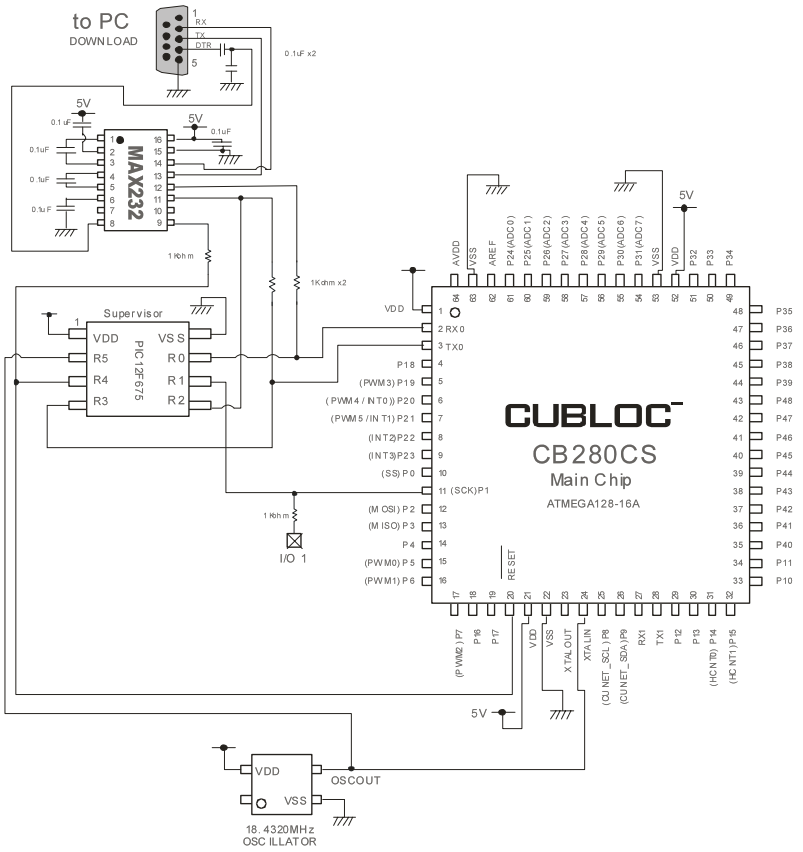 to PC
DOWNLOAD
1
RX
TX
DTR
5
0.1uF x2
5V
0.1uF
0.1uF
0.1uF
0.1uF
5V
0.1uF
MAX232
1
2
3
4
5
6
7
8
16
15
14
13
12
11
10
9
1Kohm
1Kohm x2
Supervisor
1
VDD
R5
R4
R3
PIC12F675
VSS
R0
R1
R2
1Kohm
I/O 1
AVDD
VSS
AREF
P24(ADC0)
P25(ADC1)
P26(ADC2)
P27(ADC3)
P28(ADC4)
P29(ADC5)
P30(ADC6)
P31(ADC7)
VSS
VDD
P32
P33
P34
5V
64
63
62
61
60
59
58
57
56
55
54
53
52
51
50
49
VDD
1
2 RX0
3 TX0
P18 4
(PWM3) P19 5
(PWM4 / INT0)) P20 6
(PWM5 / INT1) P21 7
(INT2)P22 8
(INT3)P23 9
(SS) P0 10
11 (SCK)P1
(MOSI) P2 12
(MISO) P3 13
P4 14
(PWM0) P5 15
(PWM1) P6 16
CUBLOC
CB280CS
Main Chip
ATMEGA128-16A
48 P35
47 P36
46 P37
45 P38
44 P39
43 P48
42 P47
41 P46
40 P45
39 P44
38 P43
37 P42
36 P41
35 P40
34 P11
33 P10
RESET
17
18
19
20
21
22
23
24
25
26
27
28
29
30
31
32
(PWM2) P7
P16
P17
VDD
VSS
XTALOUT
XTALIN
(CUNET_SCL) P8
(CUNET_SDA) P9
RX1
TX1
P12
P13
(HCNT0) P14
(HCNT1) P15
5V
VDD
VSS
OSCOUT
18.4320MHz
OSCILLATOR